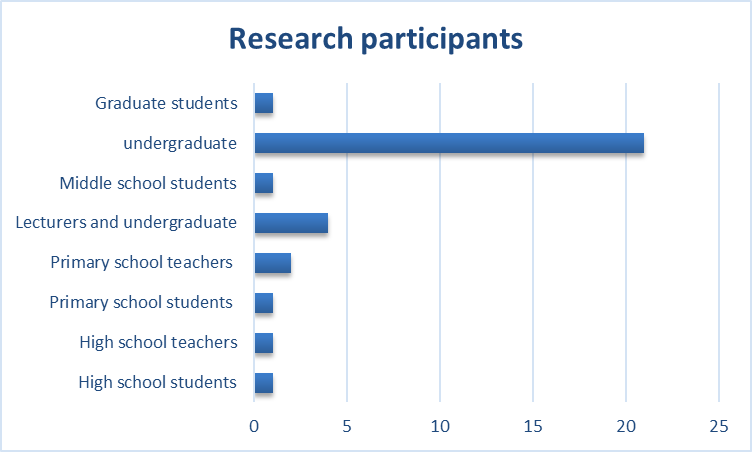 Research participants
Graduate students
undergraduate
Middle school students
Lecturers and undergraduate
Primary school teachers
Primary school students
High school teachers
High school students
0 5 10 15 20 25